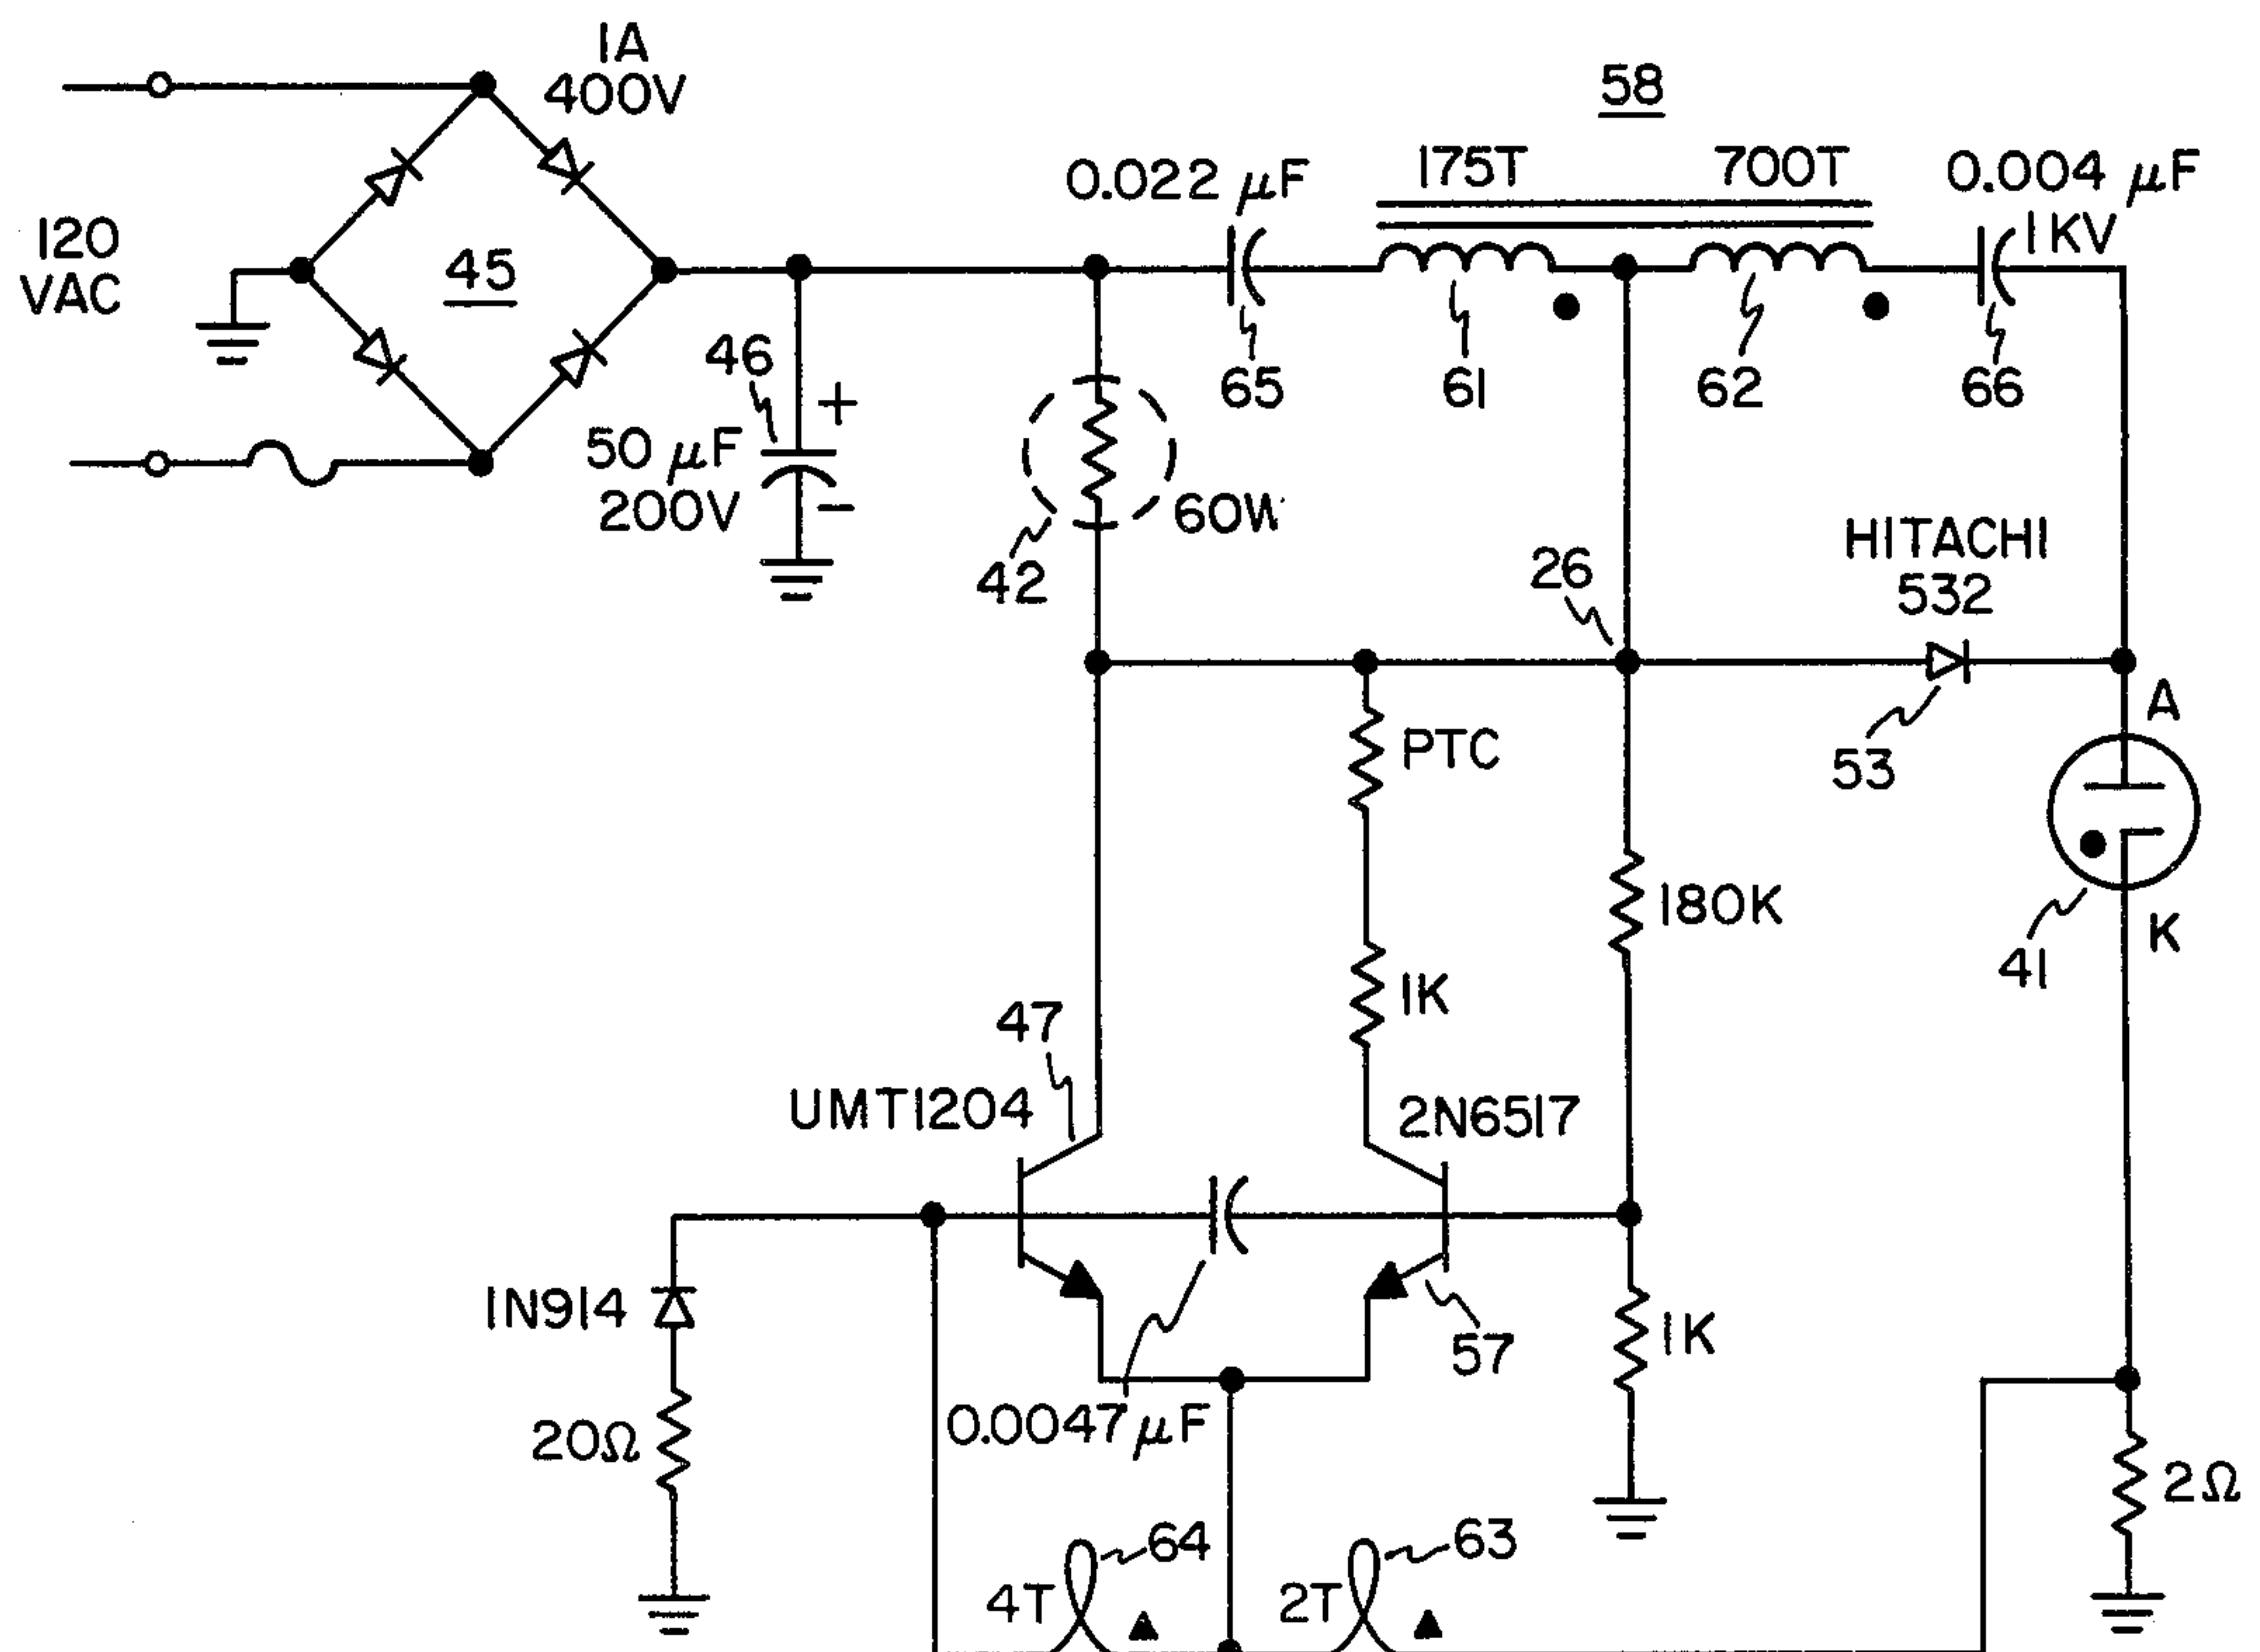 1A
400V
58
0.022 μF
175T
700T
0.004 μF
1KV
120
VAC
45
46
65
61
62
66
50 μF
200V
+
−
60W
42
26
HITACHI
532
A
PTC
53
180K
41
K
1K
47
UMT1204
2N6517
1N914
57
1K
0.0047μF
20Ω
2Ω
64
63
4T
2T